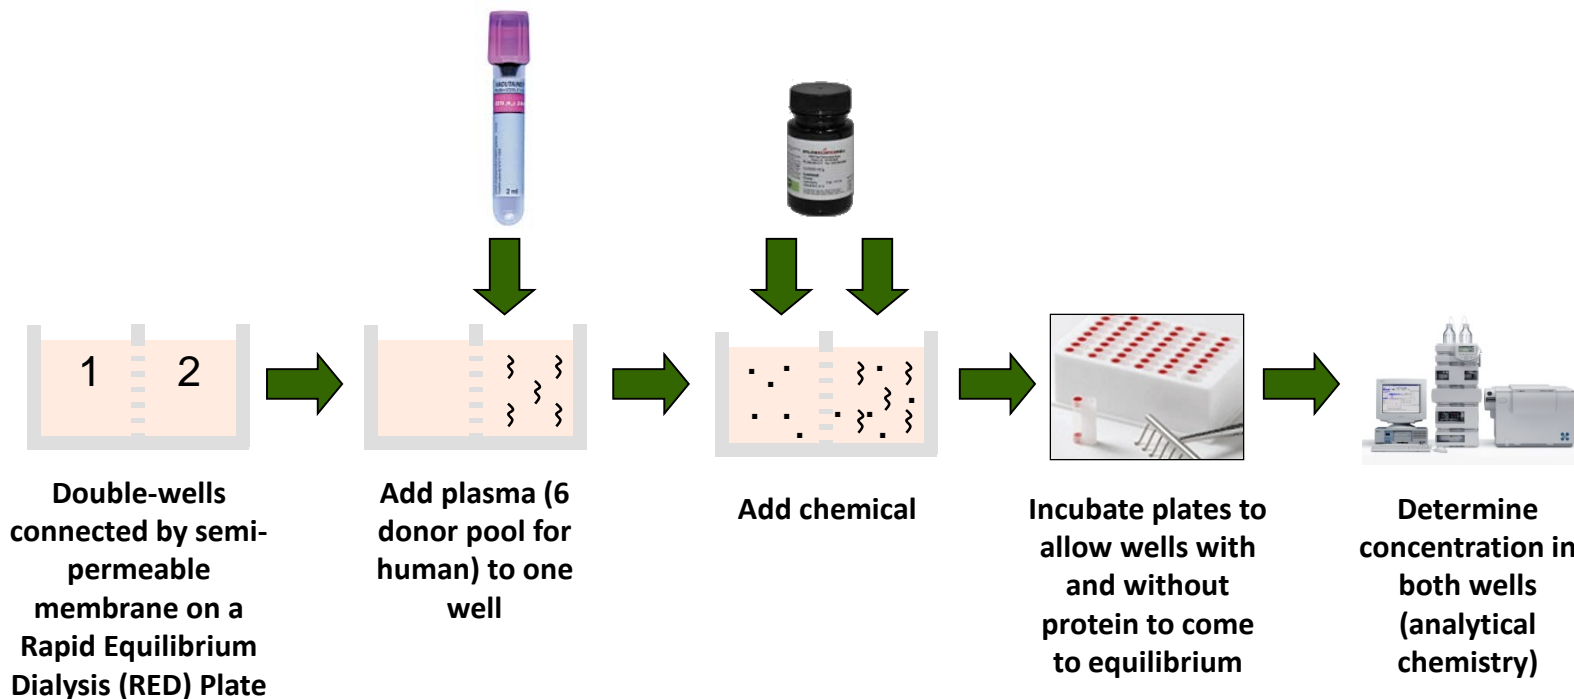 2 ml
1
2
Double-wells
connected by semi-
permeable
membrane on a
Rapid Equilibrium
Dialysis (RED) Plate
Add plasma (6
donor pool for
human) to one
well
Add chemical
Incubate plates to
allow wells with
and without
protein to come
to equilibrium
Determine
concentration in
both wells
(analytical
chemistry)